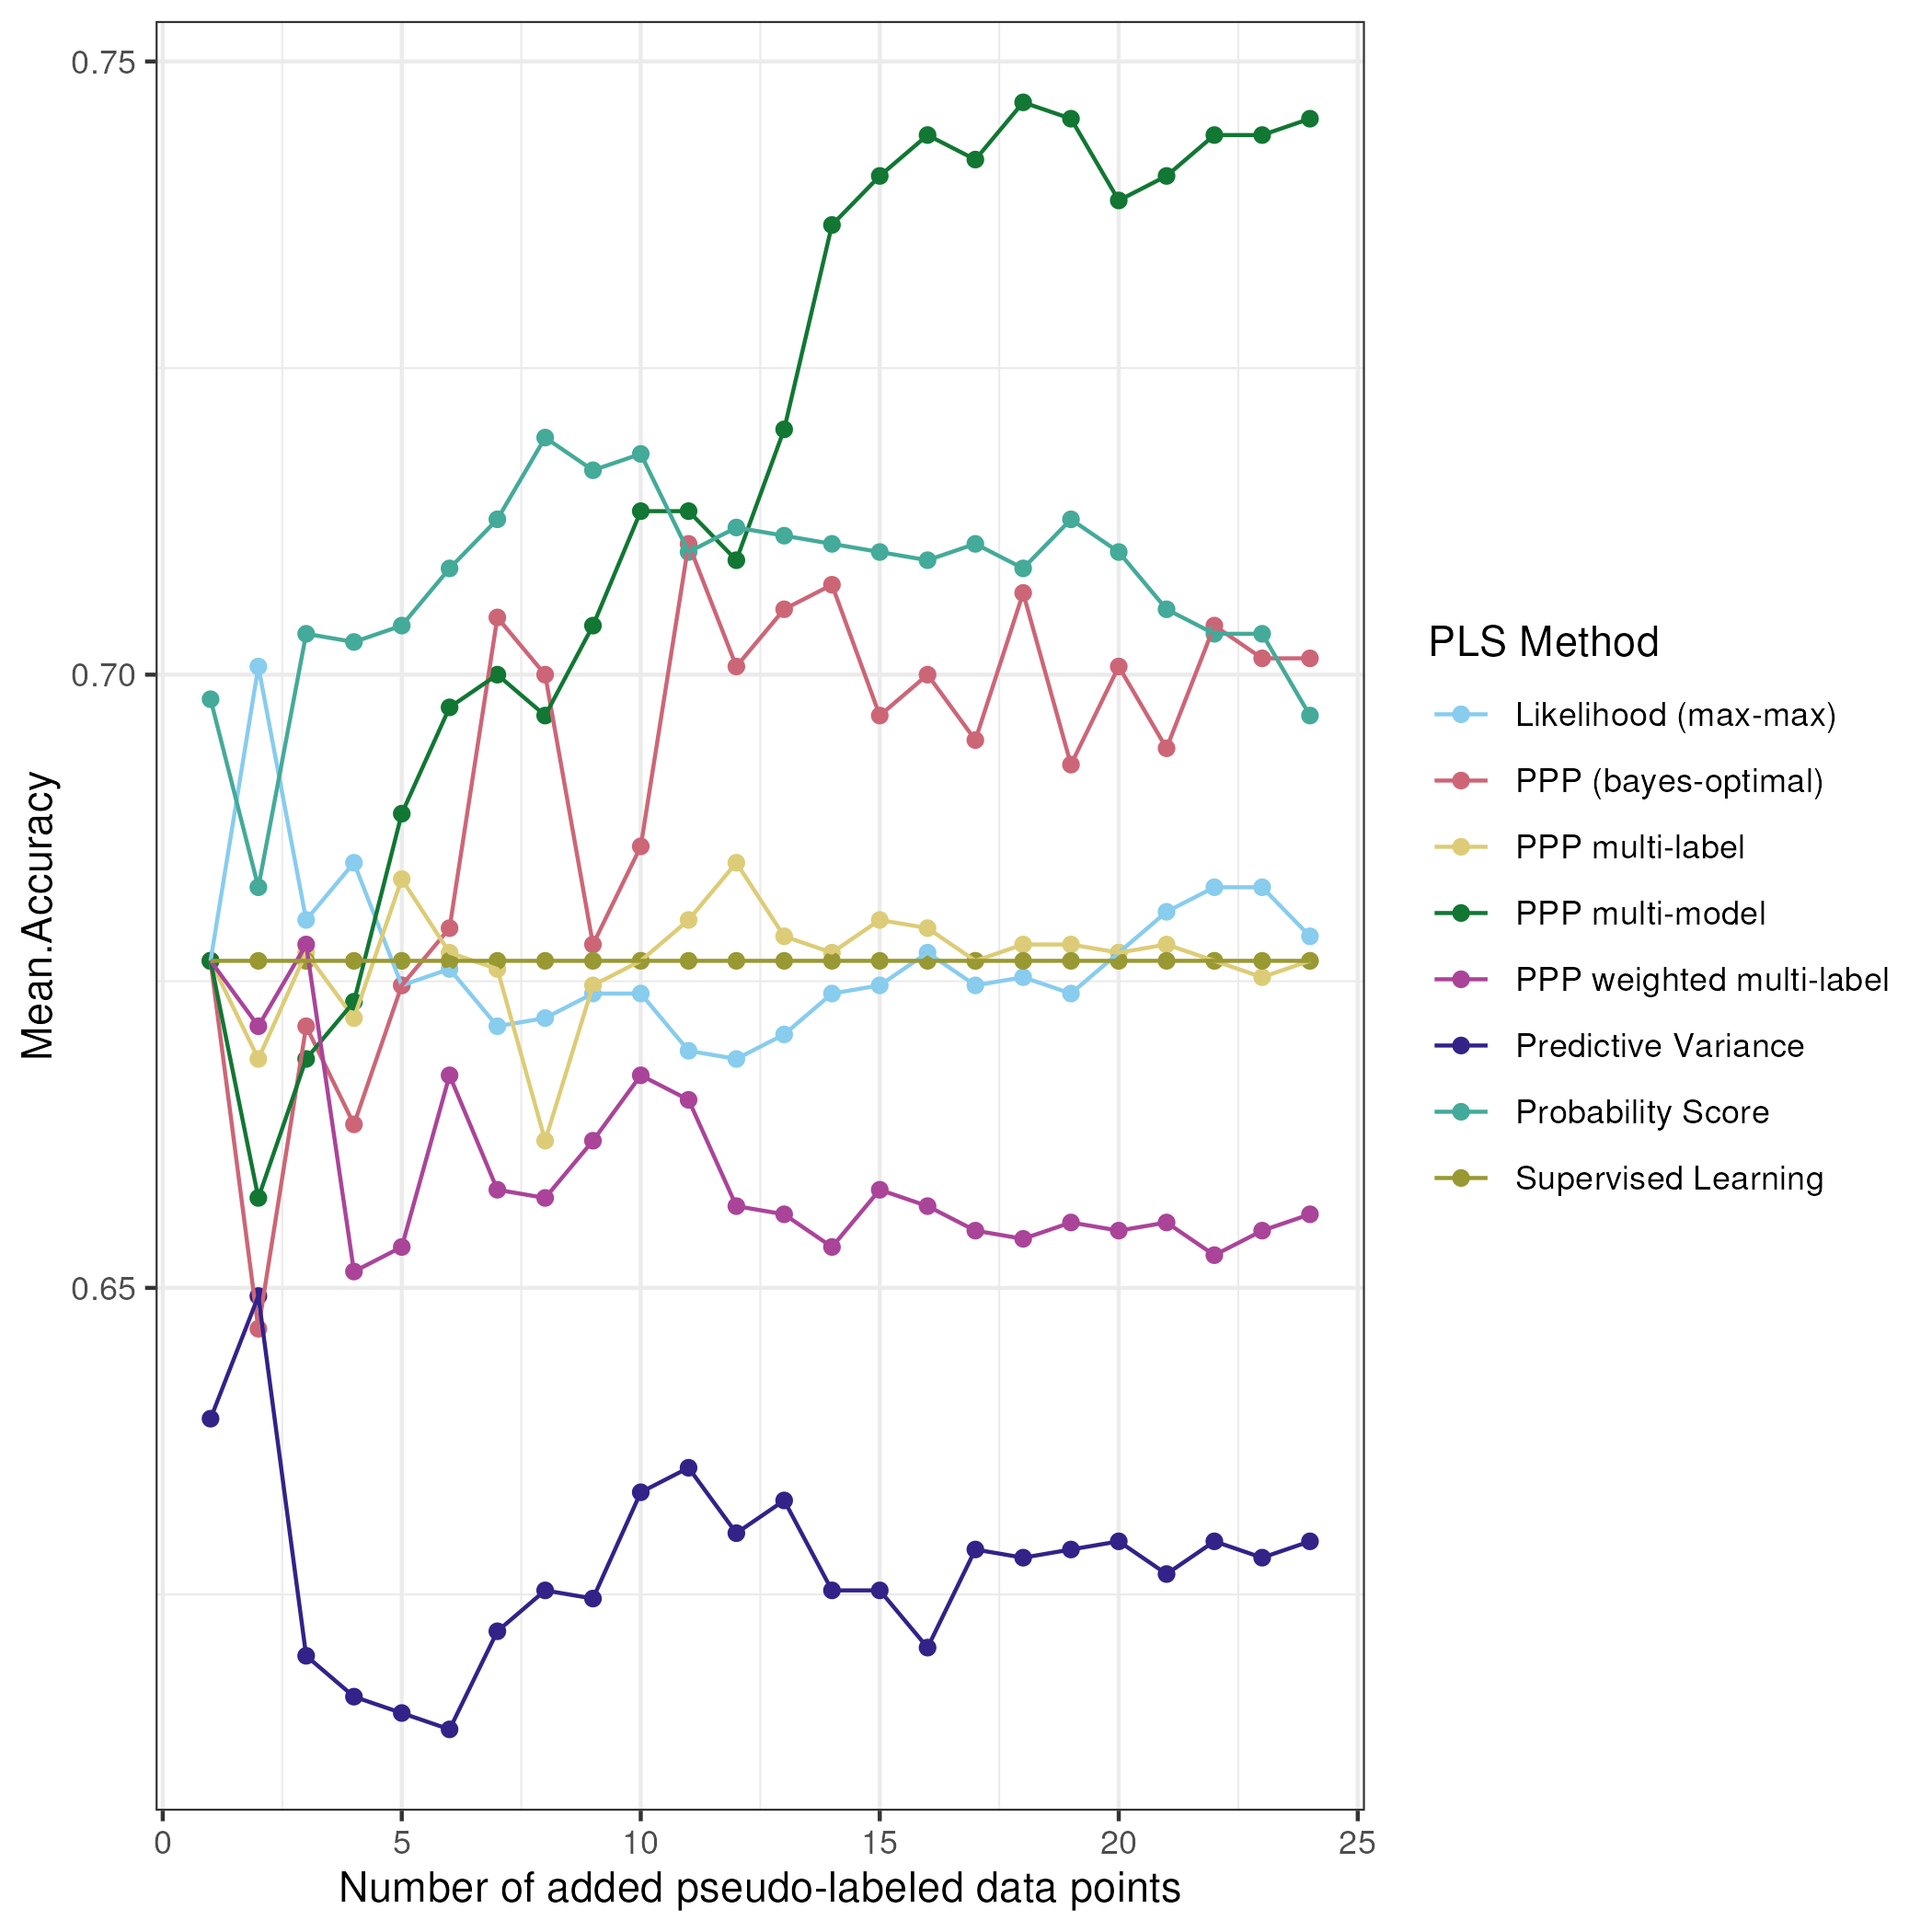 0.75
0.70
0.65
Mean.Accuracy
0 5 10 15 20 25
Number of added pseudo-labeled data points
PLS Method
Likelihood (max-max)
PPP (bayes-optimal)
PPP multi-label
PPP multi-model
PPP weighted multi-label
Predictive Variance
Probability Score
Supervised Learning